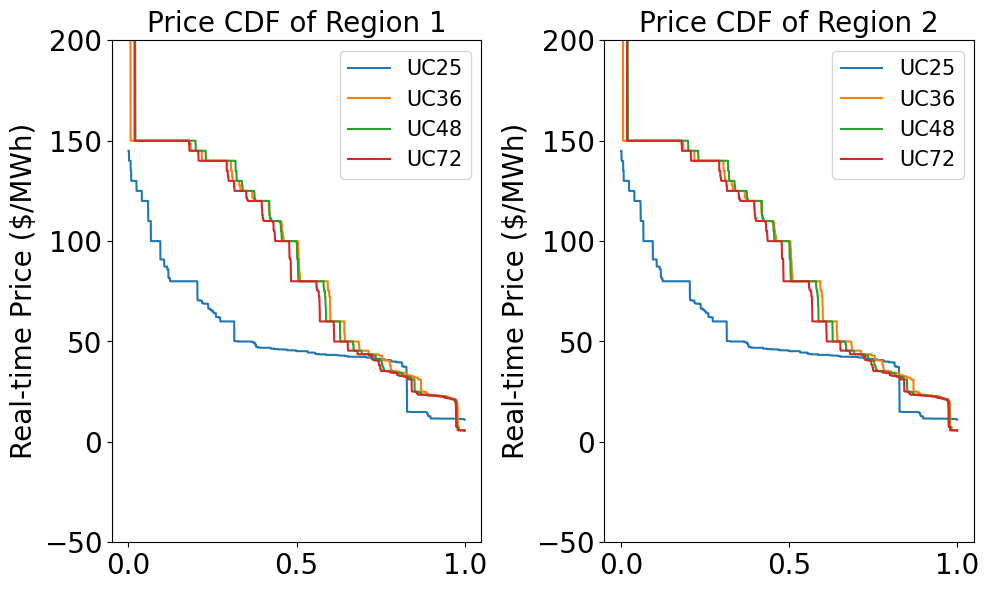 Price CDF of Region 1
Real-time Price ($/MWh)
200
150
100
50
0
−50
0.0
0.5
1.0
UC25
UC36
UC48
UC72
Price CDF of Region 2
Real-time Price ($/MWh)
200
150
100
50
0
−50
0.0
0.5
1.0
UC25
UC36
UC48
UC72